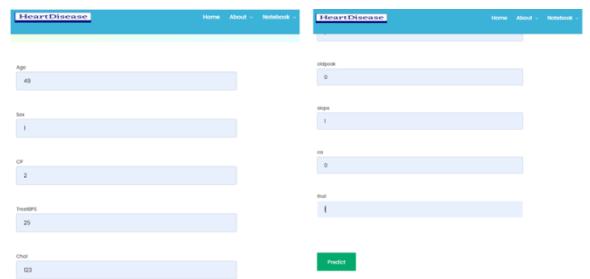 HeartDisease
Home About Notebook
Age
49
Sex
1
CP
2
TrestBPS
25
Chol
123
HeartDisease
Home About Notebook
oldpeak
0
slope
1
ca
0
thal
Predict